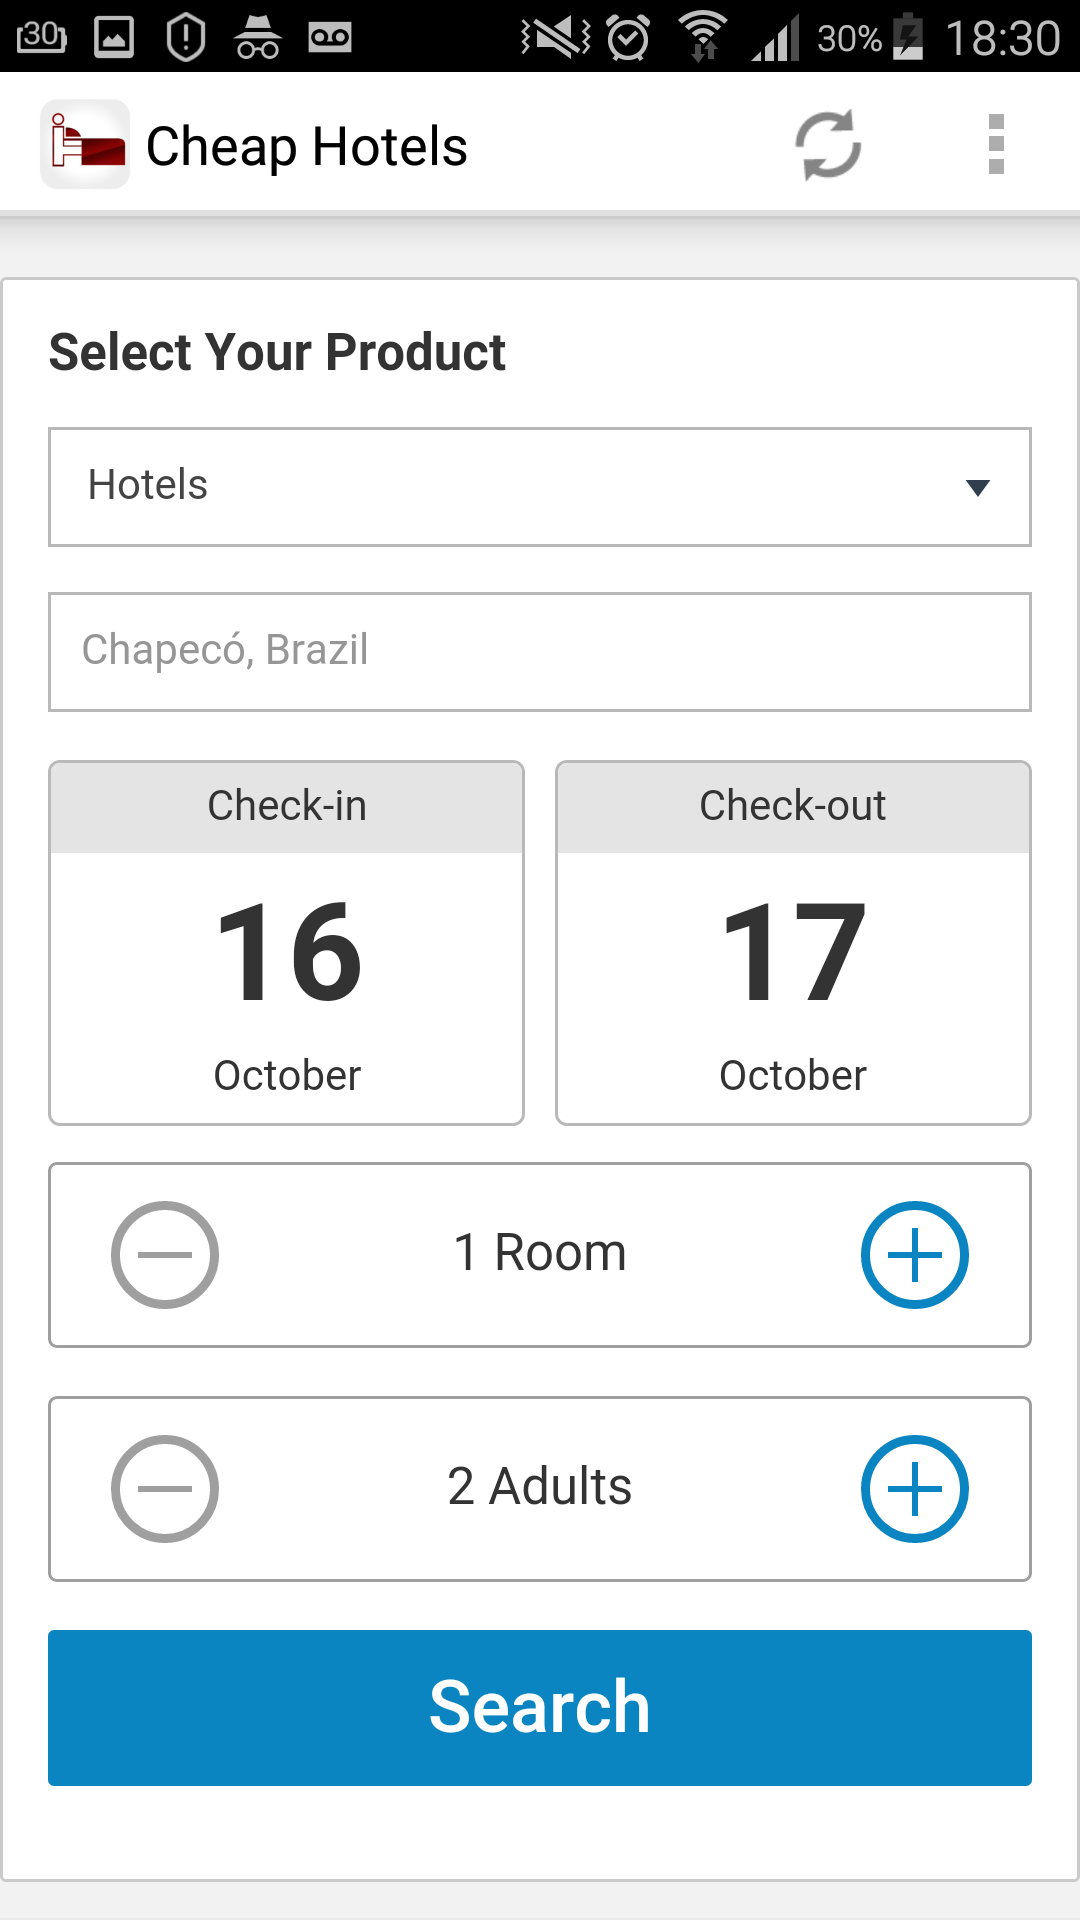 30 30% 18:30
Cheap Hotels
Select Your Product
Hotels
Chapecó, Brazil
Check-in
16
October
Check-out
17
October
1 Room
2 Adults
Search